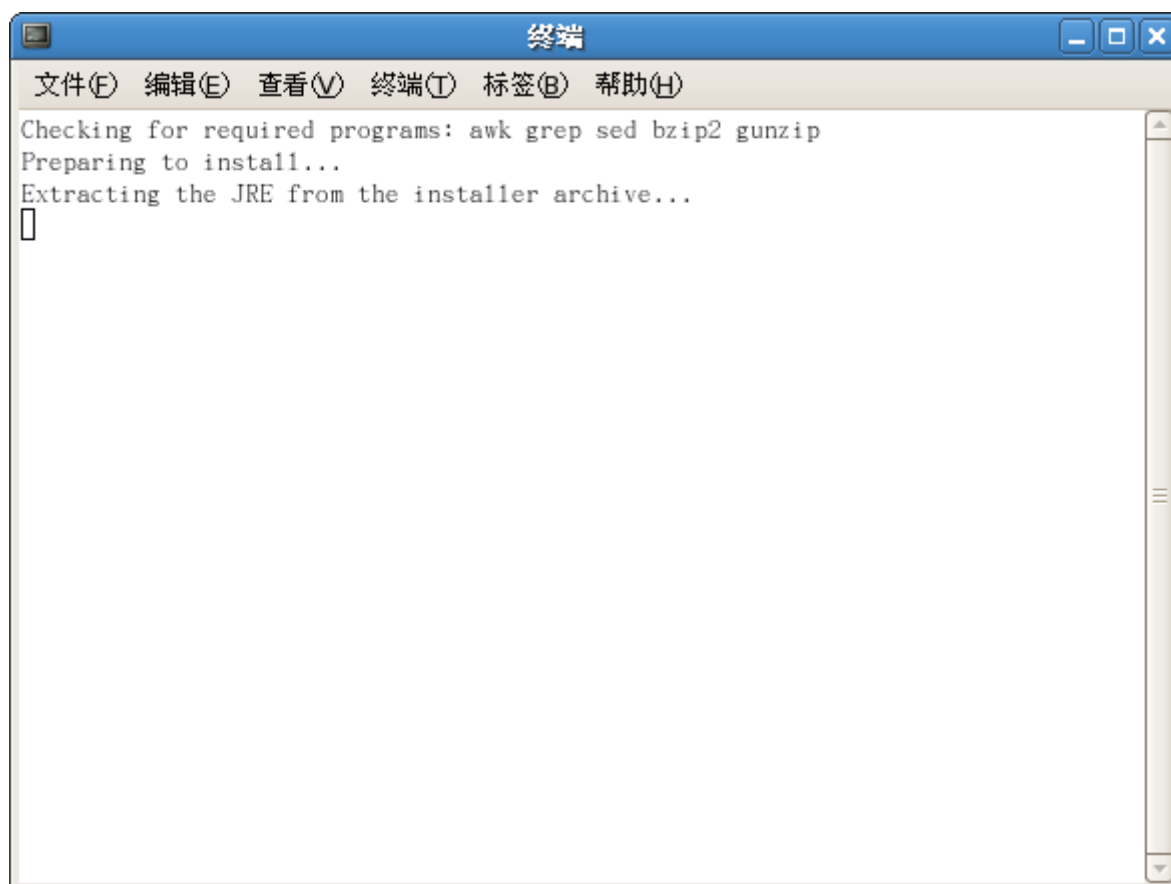 终端
文件(F) 编辑(E) 查看(V) 终端(T) 标签(B) 帮助(H)
Checking for required programs: awk grep sed bzip2 gunzip
Preparing to install...
Extracting the JRE from the installer archive...